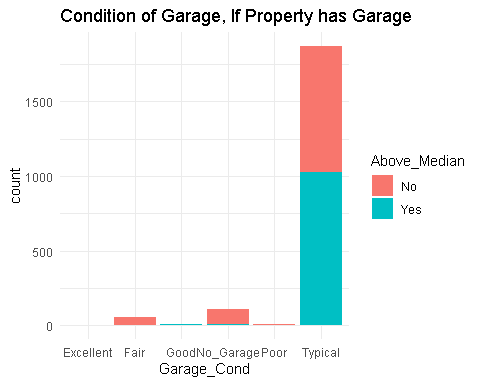 Condition of Garage, If Property has Garage
1500
1000
500
0
count
Excellent Fair Good No_Garage Poor Typical
Garage_Cond
Above_Median
No
Yes